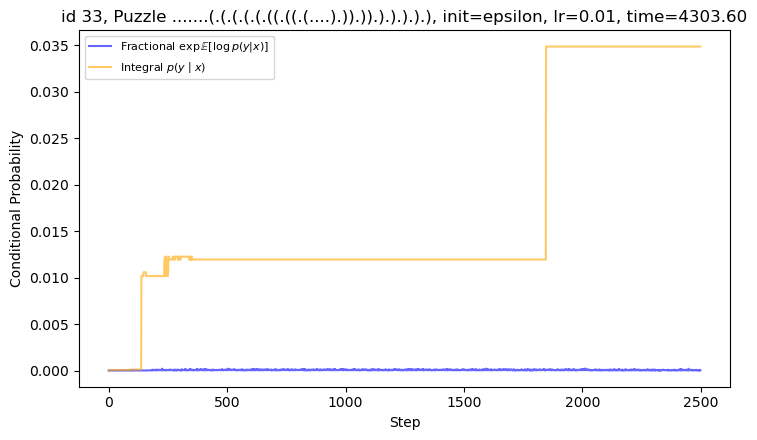 id 33, Puzzle .......(.(.(.(.(.((.((.(....).)).)).).).).).), init=epsilon, lr=0.01, time=4303.60
Fractional exp𝔼[log p(y|x)]
Integral p(y | x)
0.035
0.030
0.025
0.020
0.015
0.010
0.005
0.000
Conditional Probability
0 500 1000 1500 2000 2500
Step